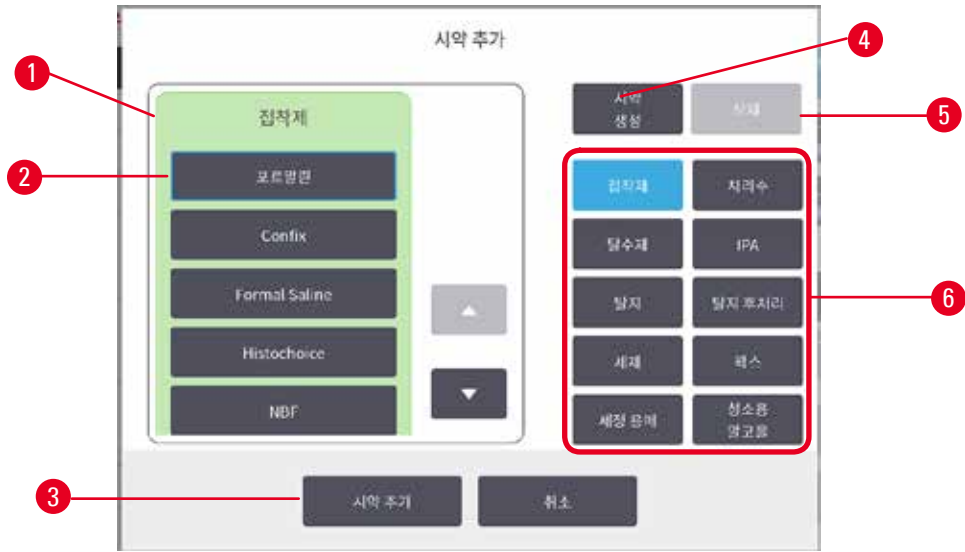 시약 추가
1
접착제
2
포르말린
Confix
Formal Saline
Histochoice
NBF
4
시약
생성
삭제
5
접착제
처리수
탈수제
IPA
탈지
탈지 후처리
세제
왁스
세정 용매
청소용
알코올
6
3
시약 추가
취소